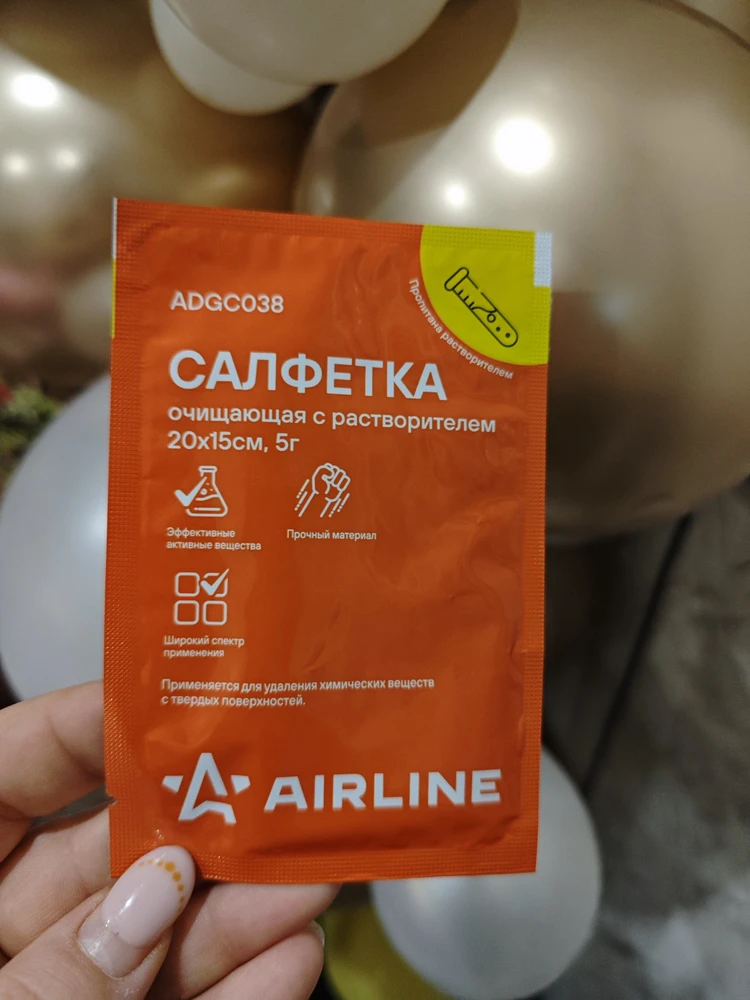 ADGC038
Пропитана растворителем
САЛФЕТКА
очищающая с растворителем
20х15см, 5г
Эффективные
активные вещества
Прочный материал
Широкий спектр
применения
Применяется для удаления химических веществ
с твердых поверхностей.
AIRLINE